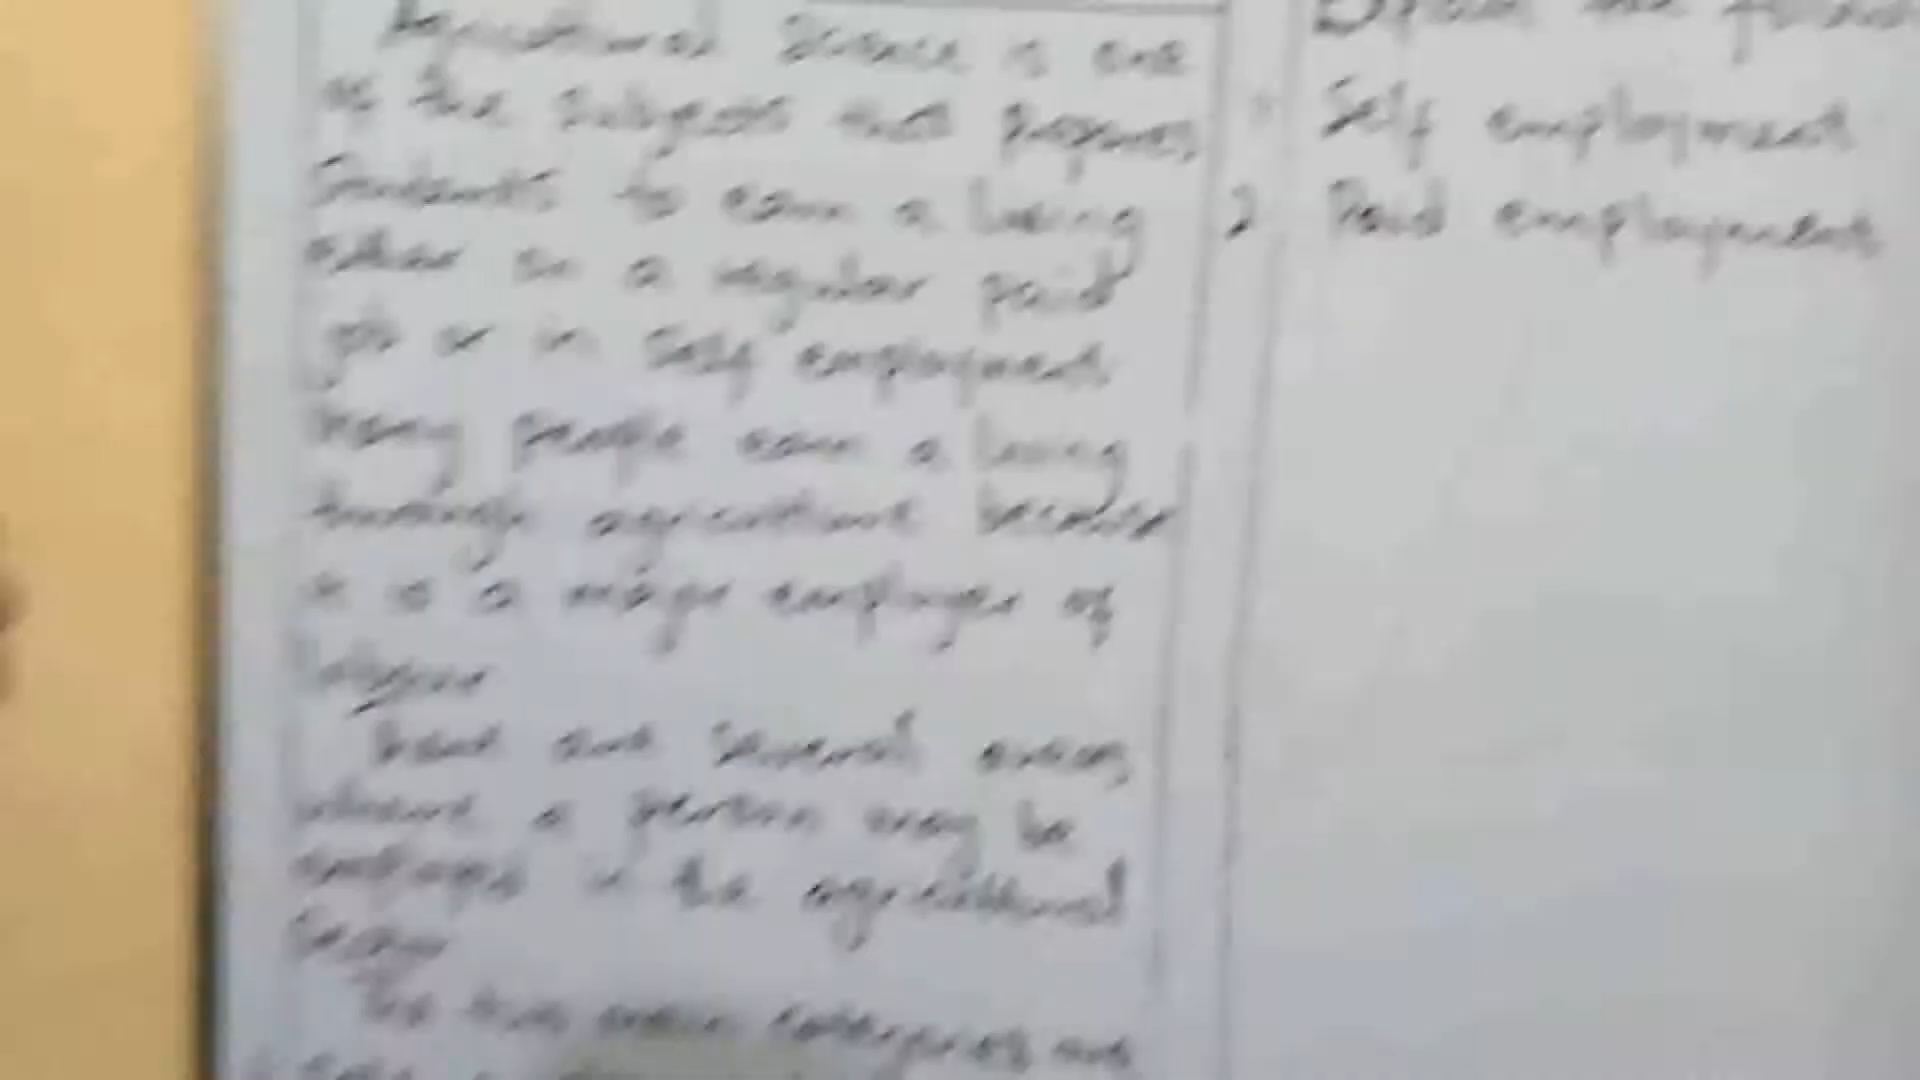 Agricultural Science is one
of the Subjects that prepares
Students to earn a living
either in a regular paid
job or in Self employment
Many people earn a living
through agriculture because
it is a major employer of
labour
There are Several areas
where a person may be
employed in the agricultural
Sector
The two main categories are
Explain the
Self employment
2 Paid employment